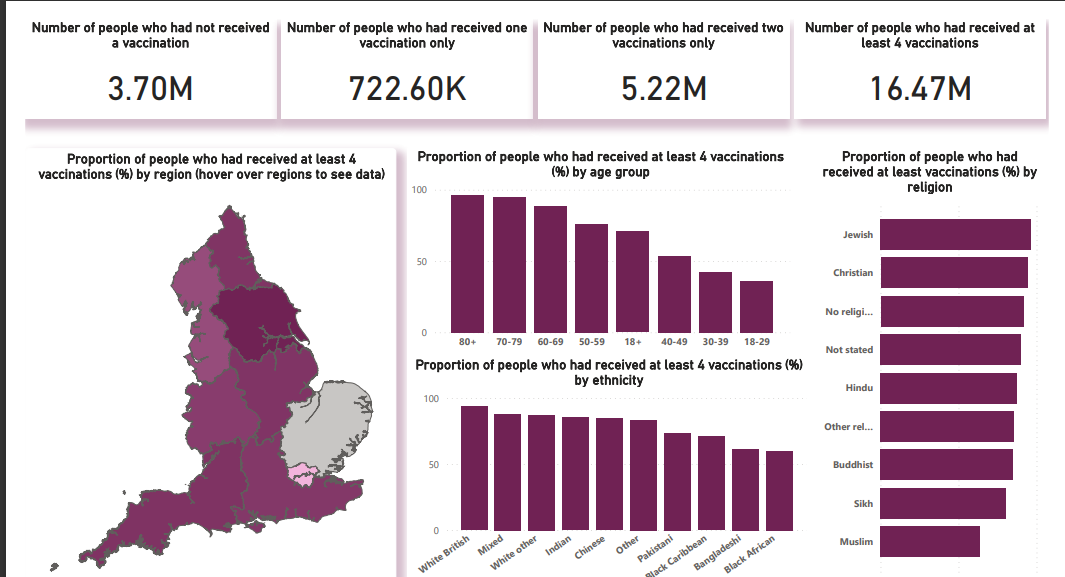 Number of people who had not received
a vaccination
3.70M
Number of people who had received one
vaccination only
722.60K
Number of people who had received two
vaccinations only
5.22M
Number of people who had received at
least 4 vaccinations
16.47M
Proportion of people who had received at least 4
vaccinations (%) by region (hover over regions to see data)
Proportion of people who had received at least 4 vaccinations
(%) by age group
100
50
0
80+
70-79
60-69
50-59
18+
40-49
30-39
18-29
Proportion of people who had received at least 4 vaccinations (%)
by ethnicity
100
50
0
White British
Mixed
White other
Indian
Chinese
Other
Pakistani
Black Caribbean
Bangladeshi
Black African
Proportion of people who had
received at least vaccinations (%) by
religion
Jewish
Christian
No religi...
Not stated
Hindu
Other rel...
Buddhist
Sikh
Muslim